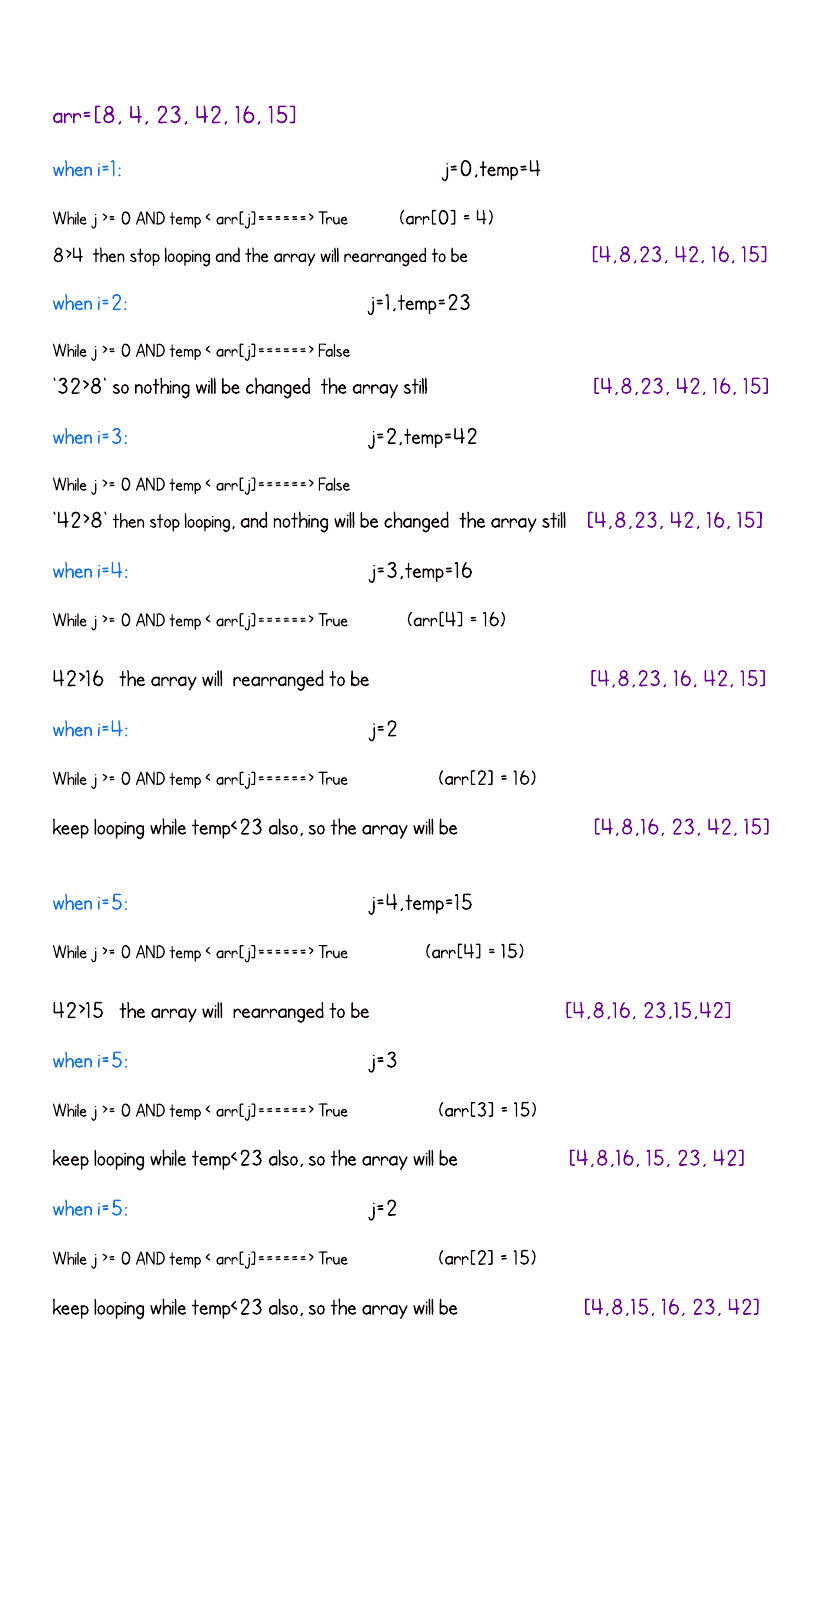 arr=[8, 4, 23, 42, 16, 15]
when i=1: j=0,temp=4
While j >= 0 AND temp < arr[j]======> True (arr[0] = 4)
8>4 then stop looping and the array will rearranged to be [4,8,23, 42, 16, 15]
when i=2: j=1,temp=23
While j >= 0 AND temp < arr[j]======> False
`32>8` so nothing will be changed the array still [4,8,23, 42, 16, 15]
when i=3: j=2,temp=42
While j >= 0 AND temp < arr[j]======> False
`42>8` then stop looping, and nothing will be changed the array still [4,8,23, 42, 16, 15]
when i=4: j=3,temp=16
While j >= 0 AND temp < arr[j]======> True (arr[4] = 16)
42>16 the array will rearranged to be [4,8,23, 16, 42, 15]
when i=4: j=2
While j >= 0 AND temp < arr[j]======> True (arr[2] = 16)
keep looping while temp<23 also, so the array will be [4,8,16, 23, 42, 15]
when i=5: j=4,temp=15
While j >= 0 AND temp < arr[j]======> True (arr[4] = 15)
42>15 the array will rearranged to be [4,8,16, 23,15,42]
when i=5: j=3
While j >= 0 AND temp < arr[j]======> True (arr[3] = 15)
keep looping while temp<23 also, so the array will be [4,8,16, 15, 23, 42]
when i=5: j=2
While j >= 0 AND temp < arr[j]======> True (arr[2] = 15)
keep looping while temp<23 also, so the array will be [4,8,15, 16, 23, 42]